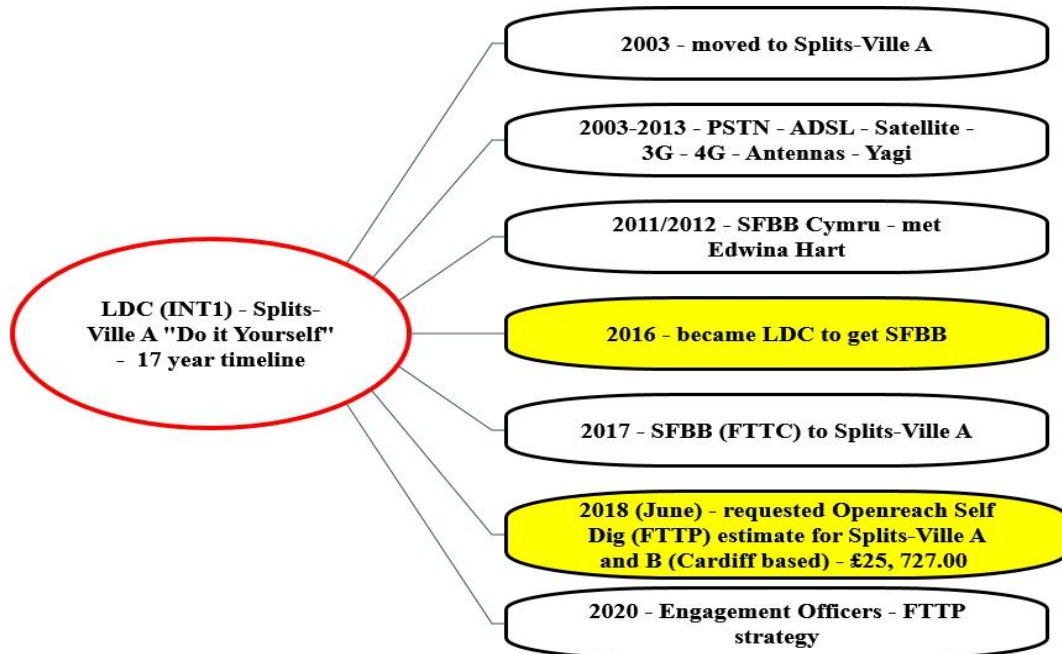 2003 - moved to Splits-Ville A
2003-2013 - PSTN - ADSL - Satellite -
3G - 4G - Antennas - Yagi
2011/2012 - SFBB Cymru - met
Edwina Hart
LDC (INT1) - Splits-
Ville A "Do it Yourself"
- 17 year timeline
2016 - became LDC to get SFBB
2017 - SFBB (FTTC) to Splits-Ville A
2018 (June) - requested Openreach Self
Dig (FTTP) estimate for Splits-Ville A
and B (Cardiff based) - £25, 727.00
2020 - Engagement Officers - FTTP
strategy